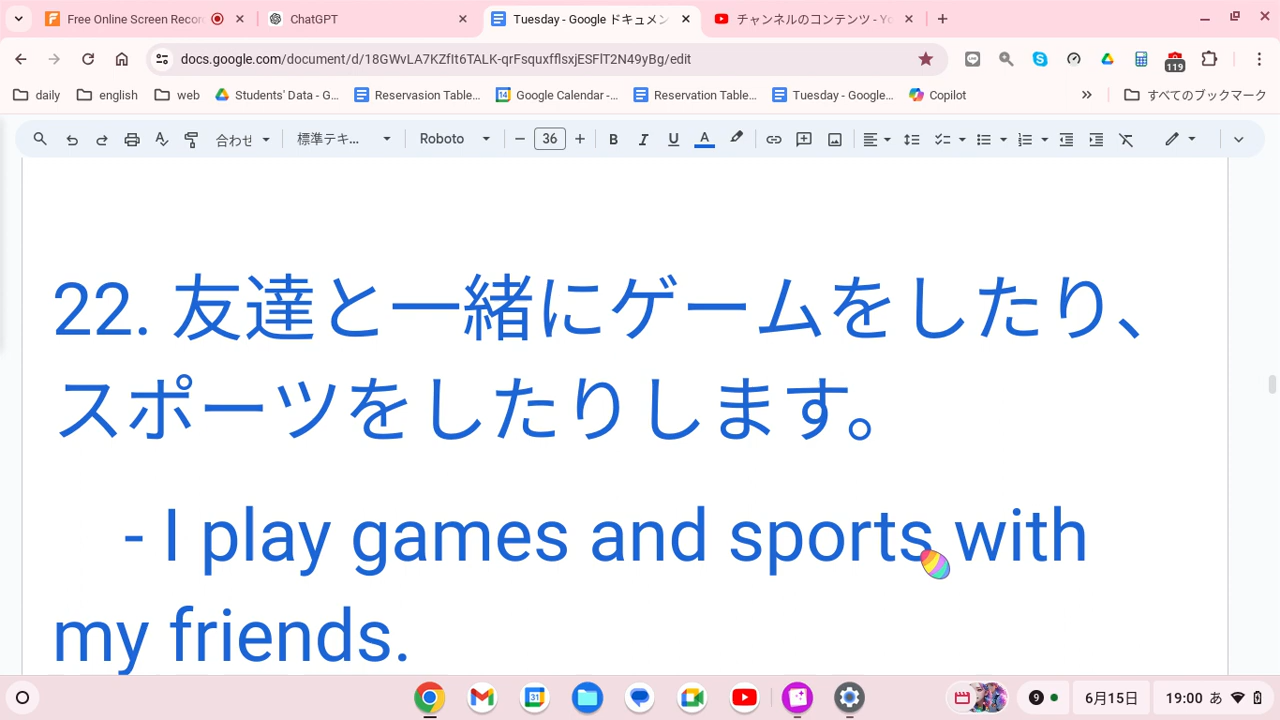 Free Online Screen Recor
ChatGPT
Tuesday - Google ドキュメン
チャンネルのコンテンツ - Yo
docs.google.com/document/d/18GWvLA7KZfIt6TALK-qrFsquxfflsxjESFlT2N49yBg/edit
119
daily
english
web
Students' Data - G...
Reservasion Table...
Google Calendar -...
Reservation Table...
Tuesday - Google...
Copilot
すべてのブックマーク
合わせ
標準テキ...
Roboto
36
B
I
U
A
22. 友達と一緒にゲームをしたり、
スポーツをしたりします。
- I play games and sports with
my friends.
31
9
6月15日
19:00
あ